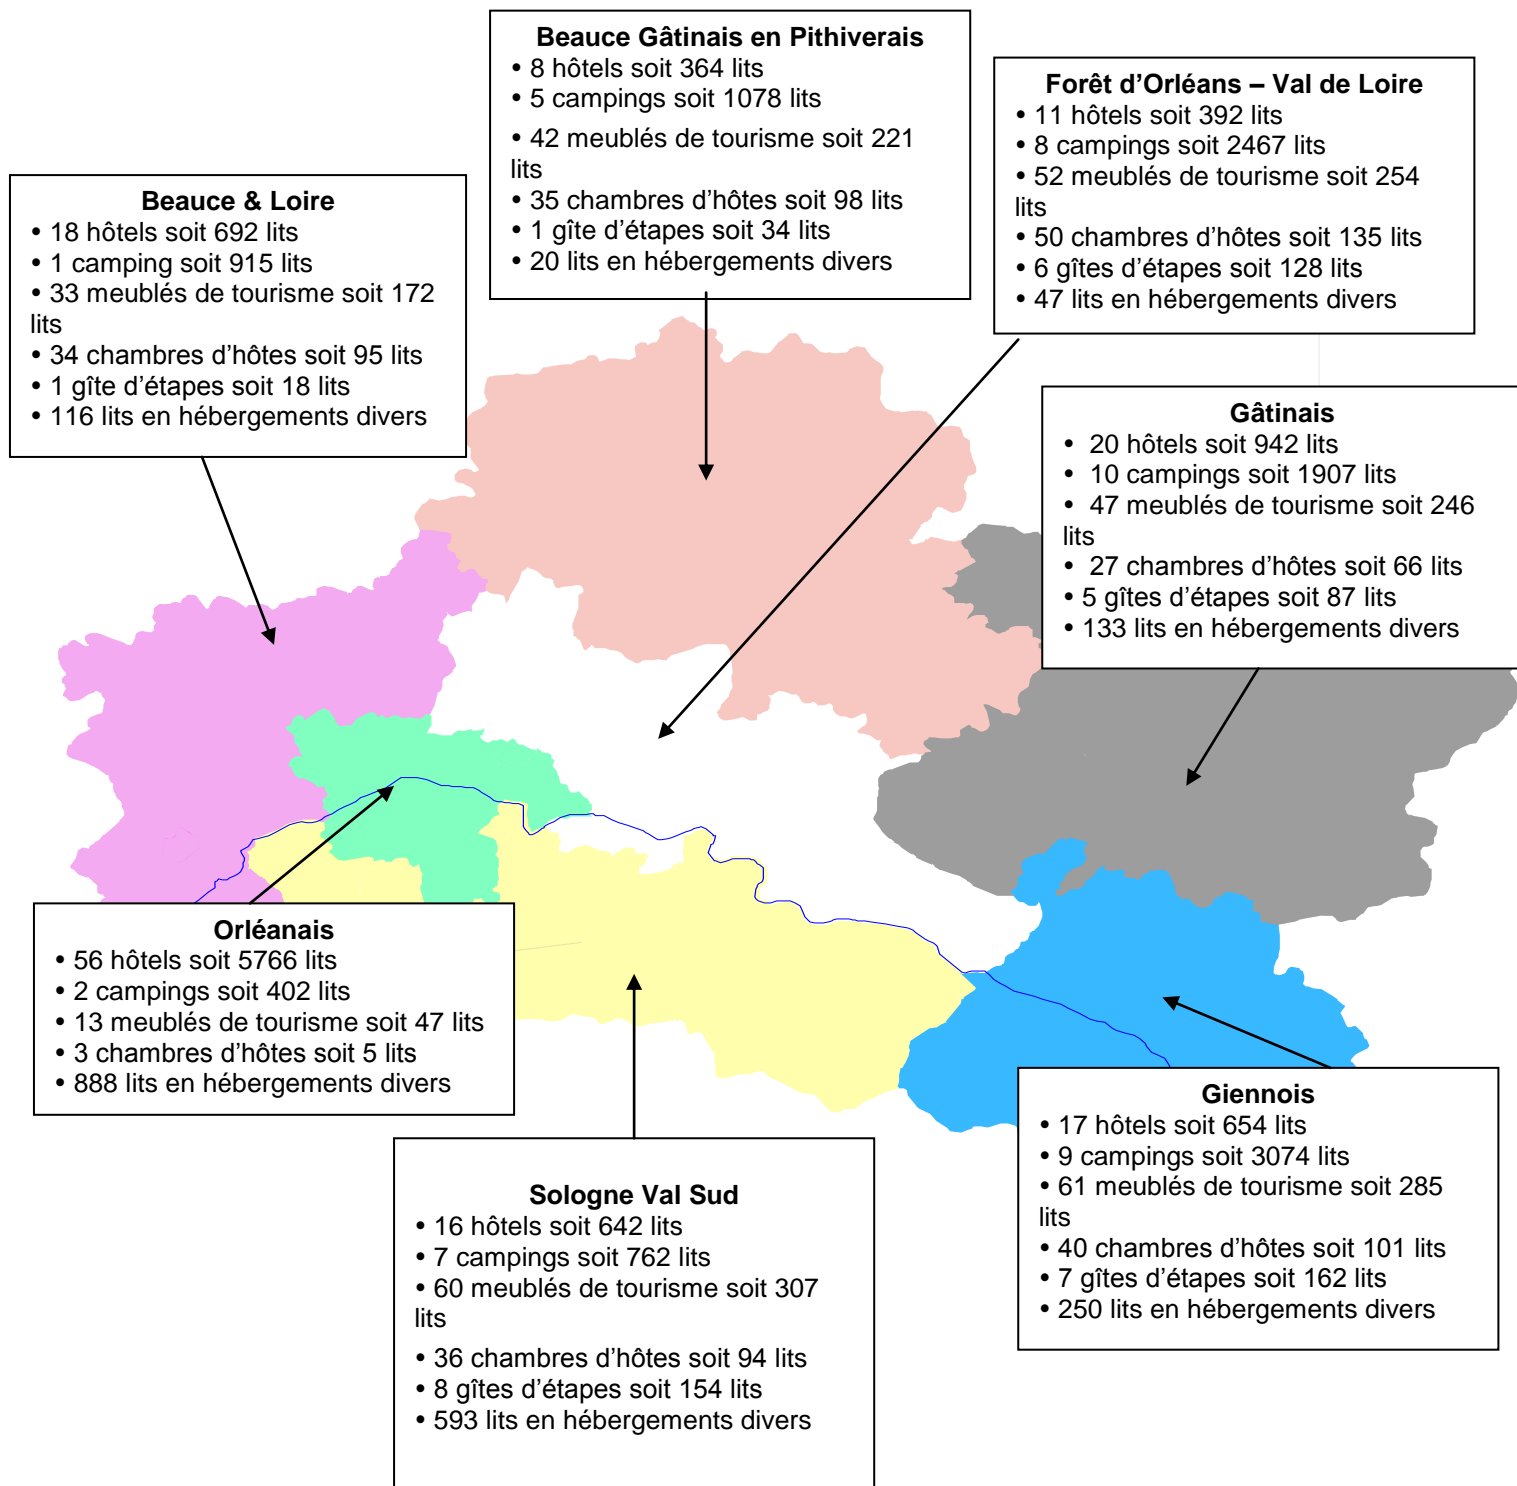 Beauce Gâtinais en Pithiverais
• 8 hôtels soit 364 lits
• 5 campings soit 1078 lits
• 42 meublés de tourisme soit 221
lits
• 35 chambres d'hôtes soit 98 lits
• 1 gîte d'étapes soit 34 lits
• 20 lits en hébergements divers
Forêt d'Orléans – Val de Loire
• 11 hôtels soit 392 lits
• 8 campings soit 2467 lits
• 52 meublés de tourisme soit 254
lits
• 50 chambres d'hôtes soit 135 lits
• 6 gîtes d'étapes soit 128 lits
• 47 lits en hébergements divers
Beauce & Loire
• 18 hôtels soit 692 lits
• 1 camping soit 915 lits
• 33 meublés de tourisme soit 172
lits
• 34 chambres d'hôtes soit 95 lits
• 1 gîte d'étapes soit 18 lits
• 116 lits en hébergements divers
Gâtinais
• 20 hôtels soit 942 lits
• 10 campings soit 1907 lits
• 47 meublés de tourisme soit 246
lits
• 27 chambres d'hôtes soit 66 lits
• 5 gîtes d'étapes soit 87 lits
• 133 lits en hébergements divers
Orléanais
• 56 hôtels soit 5766 lits
• 2 campings soit 402 lits
• 13 meublés de tourisme soit 47 lits
• 3 chambres d'hôtes soit 5 lits
• 888 lits en hébergements divers
Giennois
• 17 hôtels soit 654 lits
• 9 campings soit 3074 lits
• 61 meublés de tourisme soit 285
lits
• 40 chambres d'hôtes soit 101 lits
• 7 gîtes d'étapes soit 162 lits
• 250 lits en hébergements divers
Sologne Val Sud
• 16 hôtels soit 642 lits
• 7 campings soit 762 lits
• 60 meublés de tourisme soit 307
lits
• 36 chambres d'hôtes soit 94 lits
• 8 gîtes d'étapes soit 154 lits
• 593 lits en hébergements divers